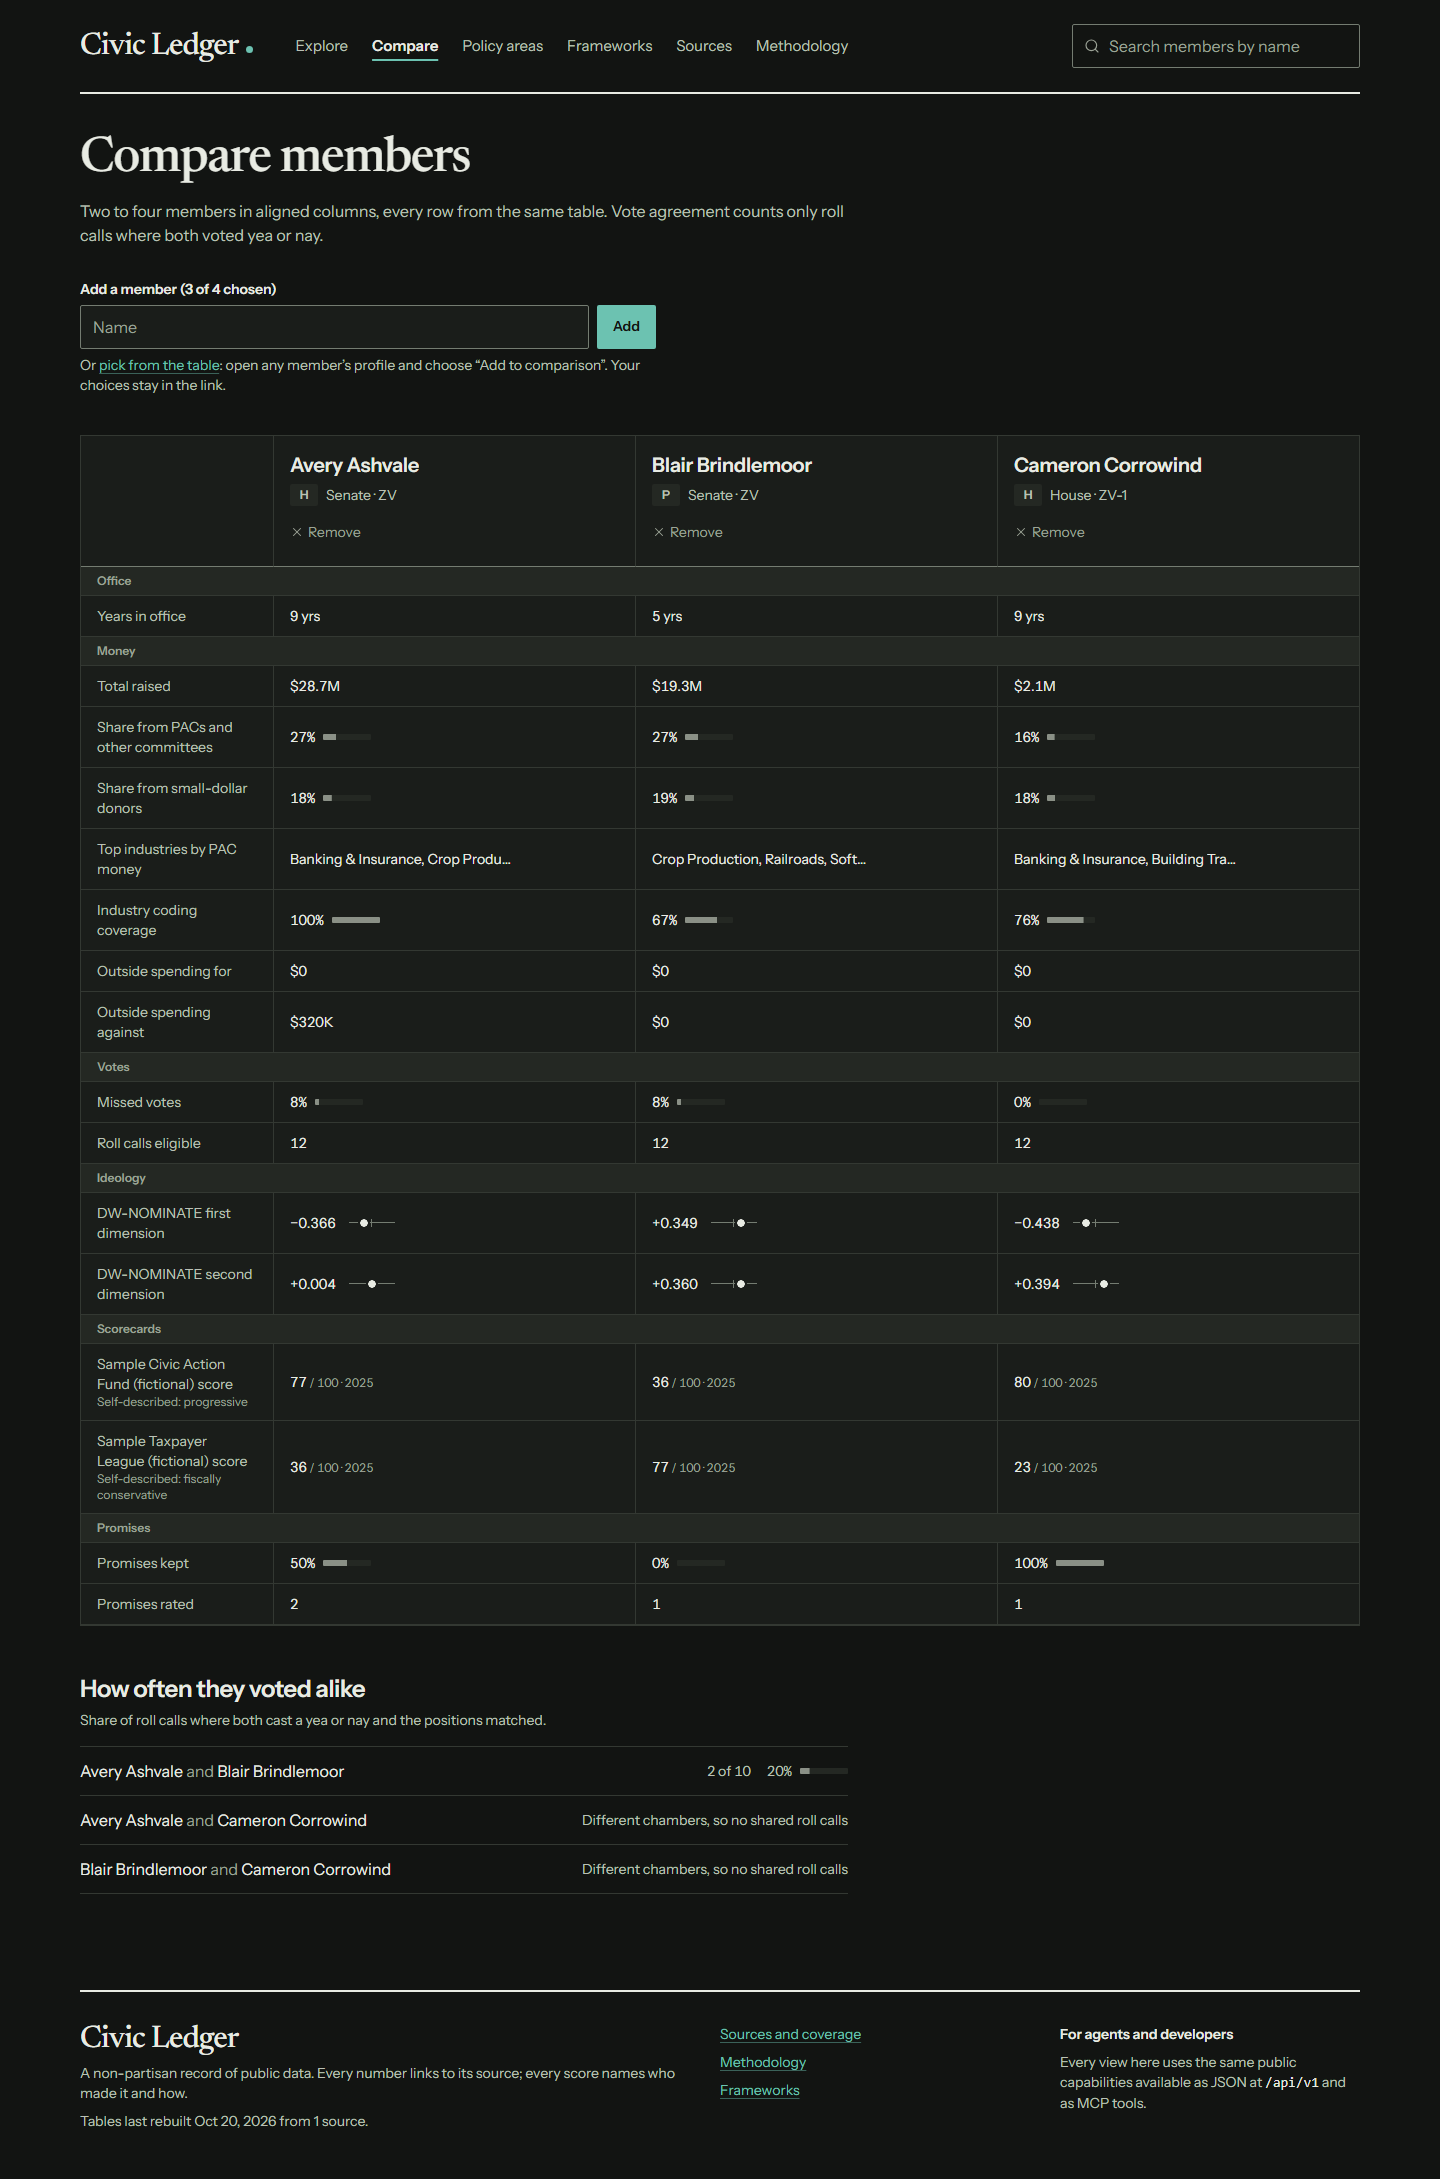 Civic Ledger
Explore
Compare
Policy areas
Frameworks
Sources
Methodology
Search members by name
Compare members
Two to four members in aligned columns, every row from the same table. Vote agreement counts only roll
calls where both voted yea or nay.
Add a member (3 of 4 chosen)
Name
Add
Or pick from the table: open any member's profile and choose “Add to comparison”. Your
choices stay in the link.
Avery Ashvale
H Senate · ZV
Remove
Blair Brindlemoor
P Senate · ZV
Remove
Cameron Corrowind
H House · ZV-1
Remove
Office
Years in office
9 yrs
5 yrs
9 yrs
Money
Total raised
$28.7M
$19.3M
$2.1M
Share from PACs and
other committees
27%
27%
16%
Share from small-dollar
donors
18%
19%
18%
Top industries by PAC
money
Banking & Insurance, Crop Produ...
Crop Production, Railroads, Soft...
Banking & Insurance, Building Tra...
Industry coding
coverage
100%
67%
76%
Outside spending for
$0
$0
$0
Outside spending
against
$320K
$0
$0
Votes
Missed votes
8%
8%
0%
Roll calls eligible
12
12
12
Ideology
DW-NOMINATE first
dimension
−0.366
+0.349
−0.438
DW-NOMINATE second
dimension
+0.004
+0.360
+0.394
Scorecards
Sample Civic Action
Fund (fictional) score
Self-described: progressive
77 / 100 · 2025
36 / 100 · 2025
80 / 100 · 2025
Sample Taxpayer
League (fictional) score
Self-described: fiscally
conservative
36 / 100 · 2025
77 / 100 · 2025
23 / 100 · 2025
Promises
Promises kept
50%
0%
100%
Promises rated
2
1
1
How often they voted alike
Share of roll calls where both cast a yea or nay and the positions matched.
Avery Ashvale and Blair Brindlemoor
2 of 10 20%
Avery Ashvale and Cameron Corrowind
Different chambers, so no shared roll calls
Blair Brindlemoor and Cameron Corrowind
Different chambers, so no shared roll calls
Civic Ledger
A non-partisan record of public data. Every number links to its source; every score names who
made it and how.
Tables last rebuilt Oct 20, 2026 from 1 source.
Sources and coverage
Methodology
Frameworks
For agents and developers
Every view here uses the same public
capabilities available as JSON at /api/v1 and
as MCP tools.